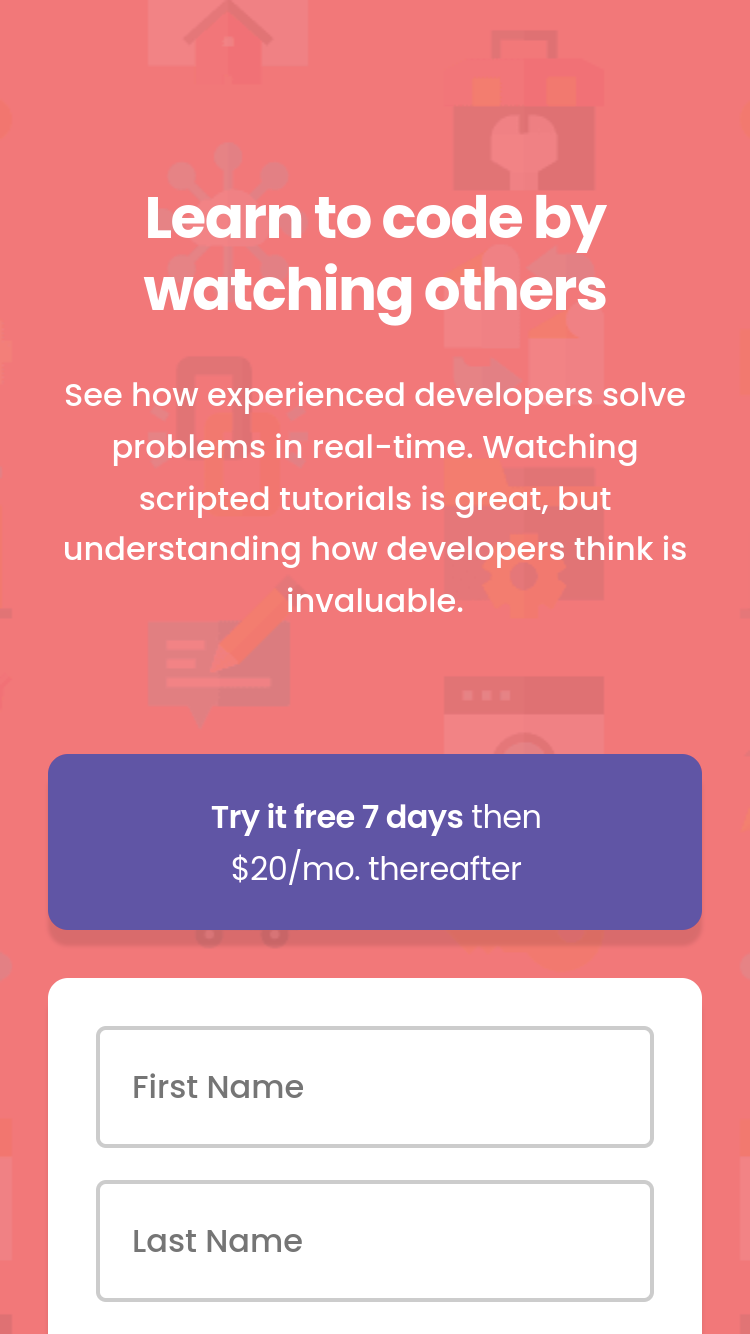 Learn to code by
watching others
See how experienced developers solve
problems in real-time. Watching
scripted tutorials is great, but
understanding how developers think is
invaluable.
Try it free 7 days then
$20/mo. thereafter
First Name
Last Name